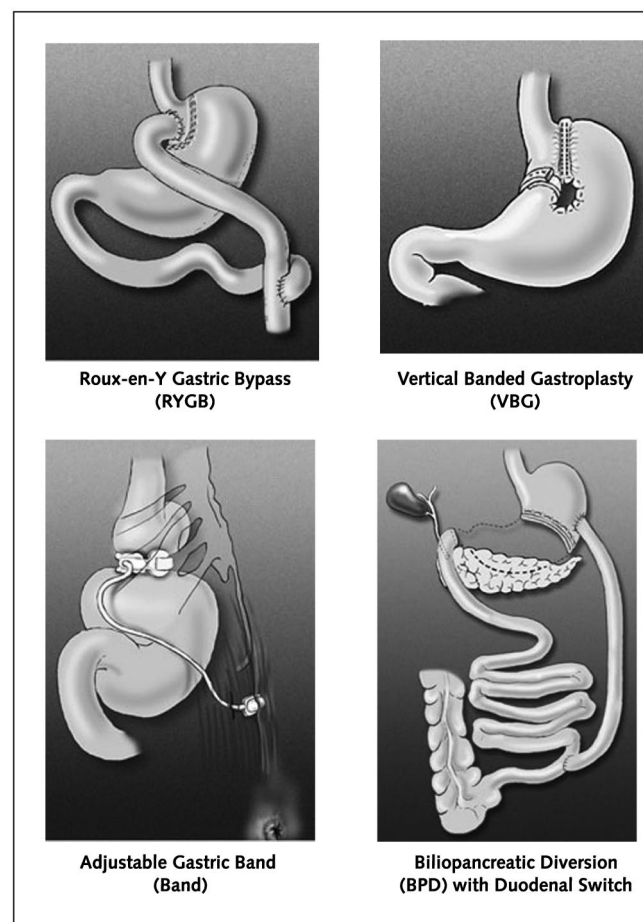 Roux-en-Y Gastric Bypass
(RYGB)
Vertical Banded Gastroplasty
(VBG)
Adjustable Gastric Band
(Band)
Biliopancreatic Diversion
(BPD) with Duodenal Switch